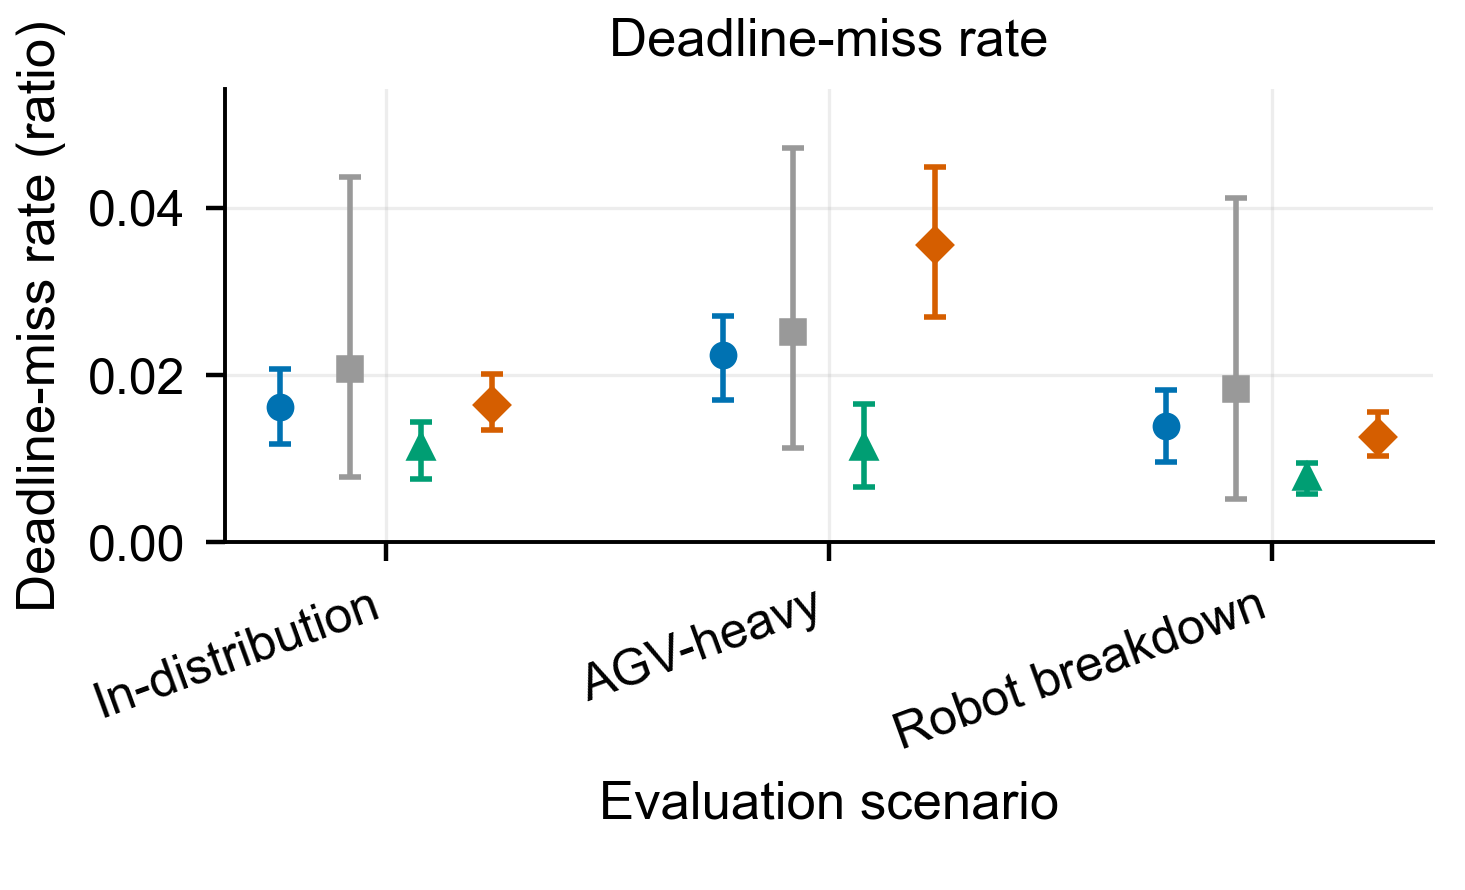 Deadline-miss rate
Deadline-miss rate (ratio)
0.04
0.02
0.00
In-distribution
AGV-heavy
Robot breakdown
Evaluation scenario